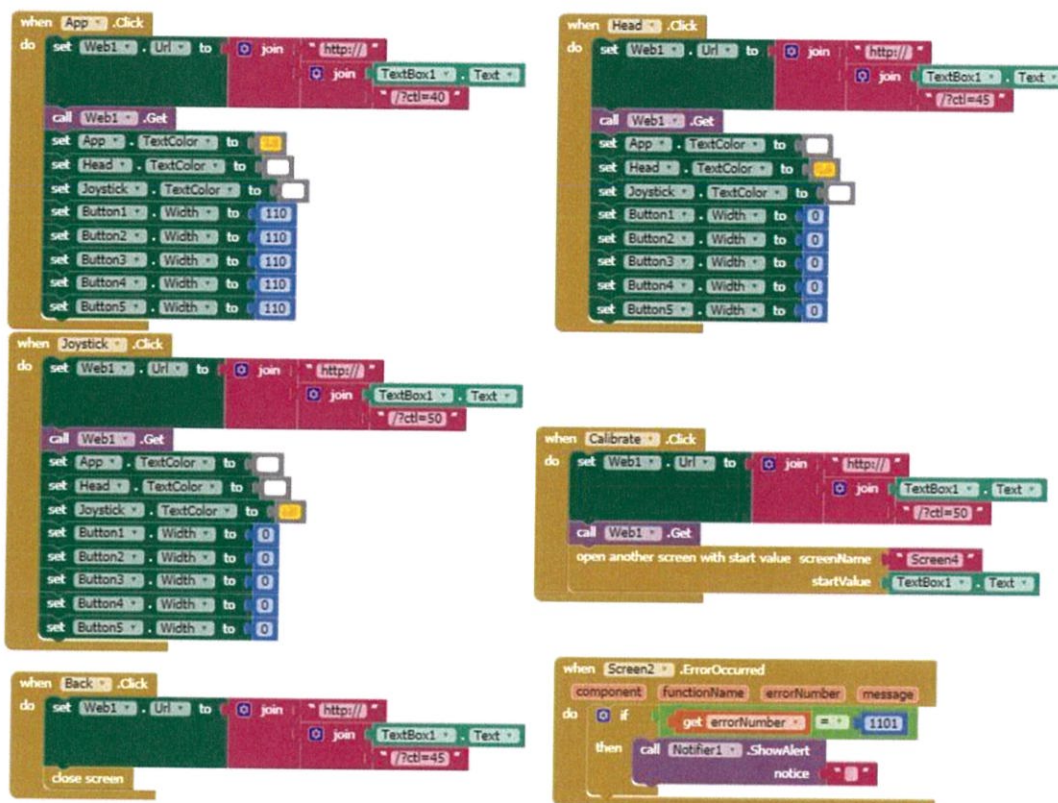 when App .Click
do set Web1 . Url to join " http:// "
join TextBox1 . Text
" /?ctl=40 "
call Web1 .Get
set App . TextColor to
set Head . TextColor to
set Joystick . TextColor to
set Button1 . Width to 110
set Button2 . Width to 110
set Button3 . Width to 110
set Button4 . Width to 110
set Button5 . Width to 110
when Head .Click
do set Web1 . Url to join " http:// "
join TextBox1 . Text
" /?ctl=45 "
call Web1 .Get
set App . TextColor to
set Head . TextColor to
set Joystick . TextColor to
set Button1 . Width to 0
set Button2 . Width to 0
set Button3 . Width to 0
set Button4 . Width to 0
set Button5 . Width to 0
when Joystick .Click
do set Web1 . Url to join " http:// "
join TextBox1 . Text
" /?ctl=50 "
call Web1 .Get
set App . TextColor to
set Head . TextColor to
set Joystick . TextColor to
set Button1 . Width to 0
set Button2 . Width to 0
set Button3 . Width to 0
set Button4 . Width to 0
set Button5 . Width to 0
when Calibrate .Click
do set Web1 . Url to join " http:// "
join TextBox1 . Text
" /?ctl=50 "
call Web1 .Get
open another screen with start value screenName " Screen4 "
startValue TextBox1 . Text
when Back .Click
do set Web1 . Url to join " http:// "
join TextBox1 . Text
" /?ctl=45 "
close screen
when Screen2 .ErrorOccurred
component functionName errorNumber message
do if get errorNumber = 1101
then call Notifier1 .ShowAlert
notice " "